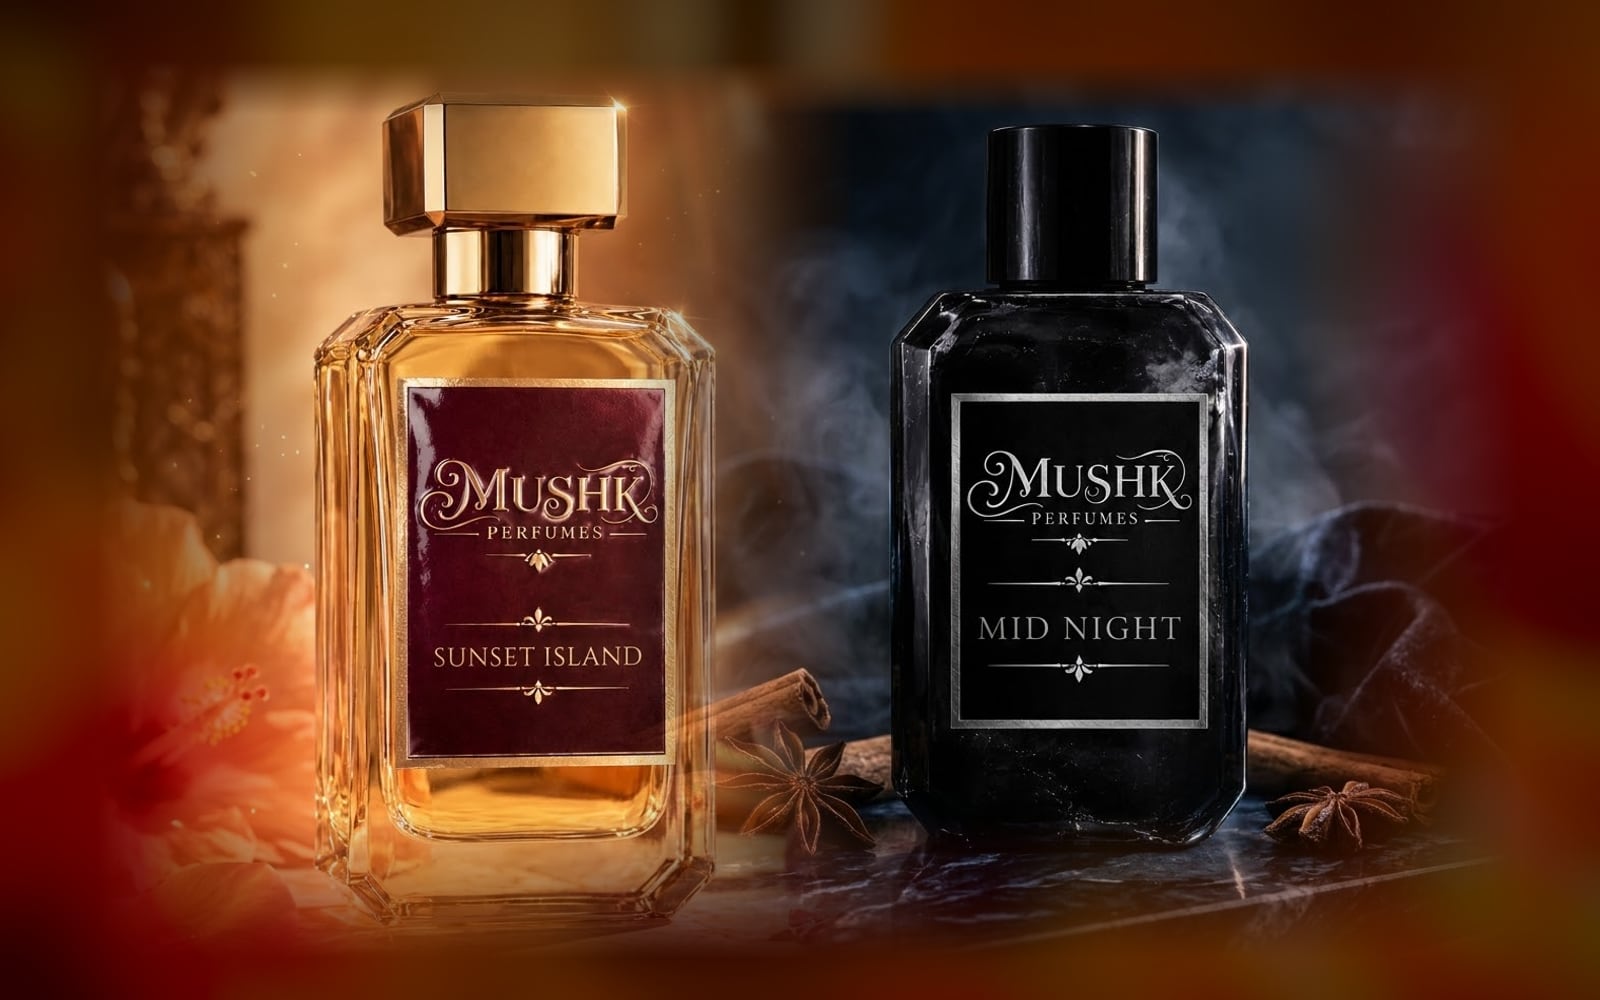 MUSHK
PERFUMES
SUNSET ISLAND
MUSHK
PERFUMES
MID NIGHT